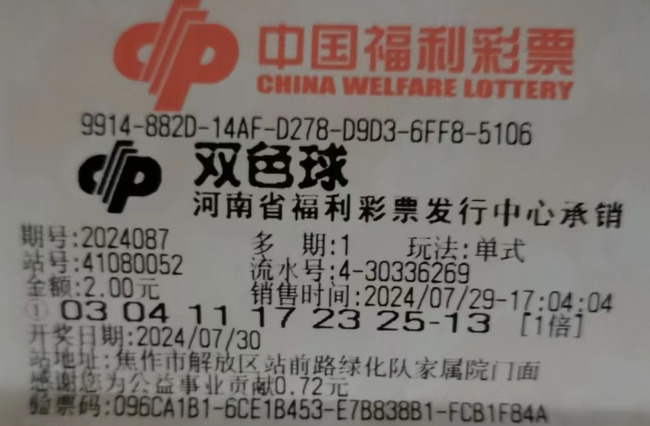 中国福利彩票
CHINA WELFARE LOTTERY
9914-882D-14AF-D278-D9D3-6FF8-5106
双色球
河南省福利彩票发行中心承销
期号:2024087 多 期:1 玩法:单式
站号:41080052 流水号:4-30336269
金额:2.00元 销售时间:2024/07/29-17:04:04
① 03 04 11 17 23 25-13 [1倍]
开奖日期:2024/07/30
站地址:焦作市解放区站前路绿化队家属院门面
感谢您为公益事业贡献0.72元
验票码:096CA1B1-6CE1B453-E7B838B1-FCB1F84A